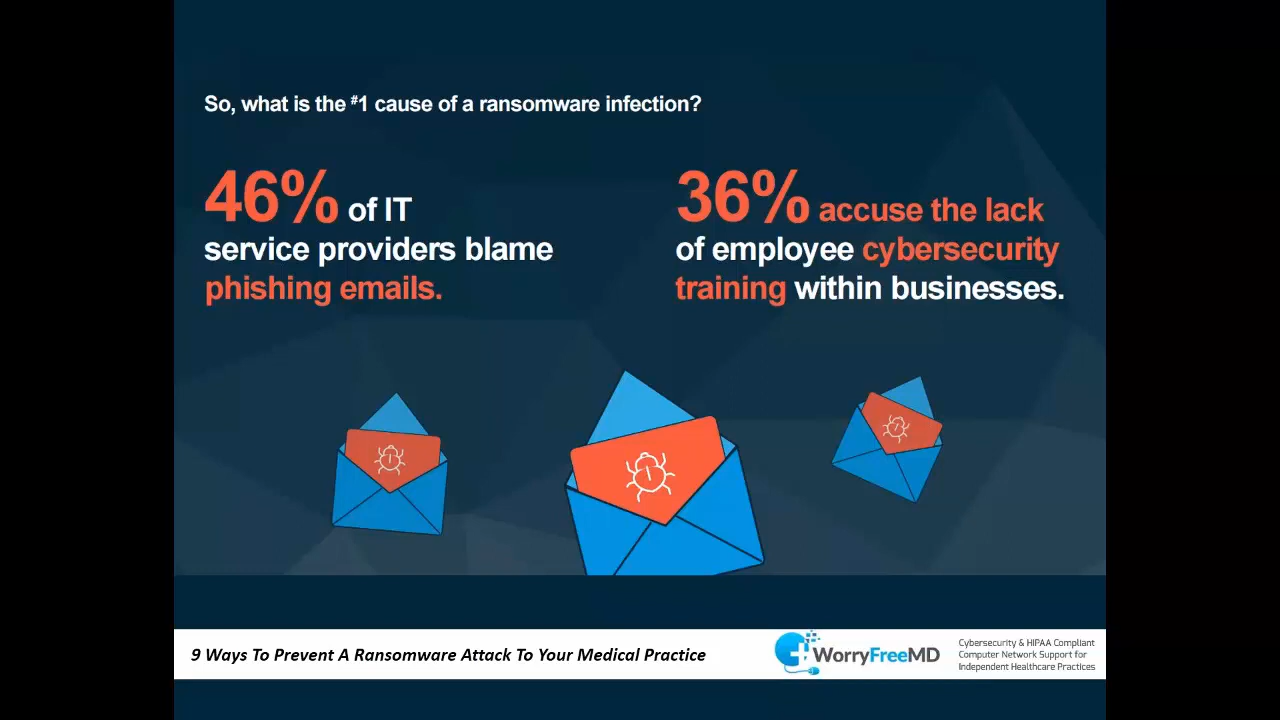 So, what is the #1 cause of a ransomware infection?
46% of IT
service providers blame
phishing emails.
36% accuse the lack
of employee cybersecurity
training within businesses.
9 Ways To Prevent A Ransomware Attack To Your Medical Practice
WorryFreeMD
Cybersecurity & HIPAA Compliant
Computer Network Support for
Independent Healthcare Practices